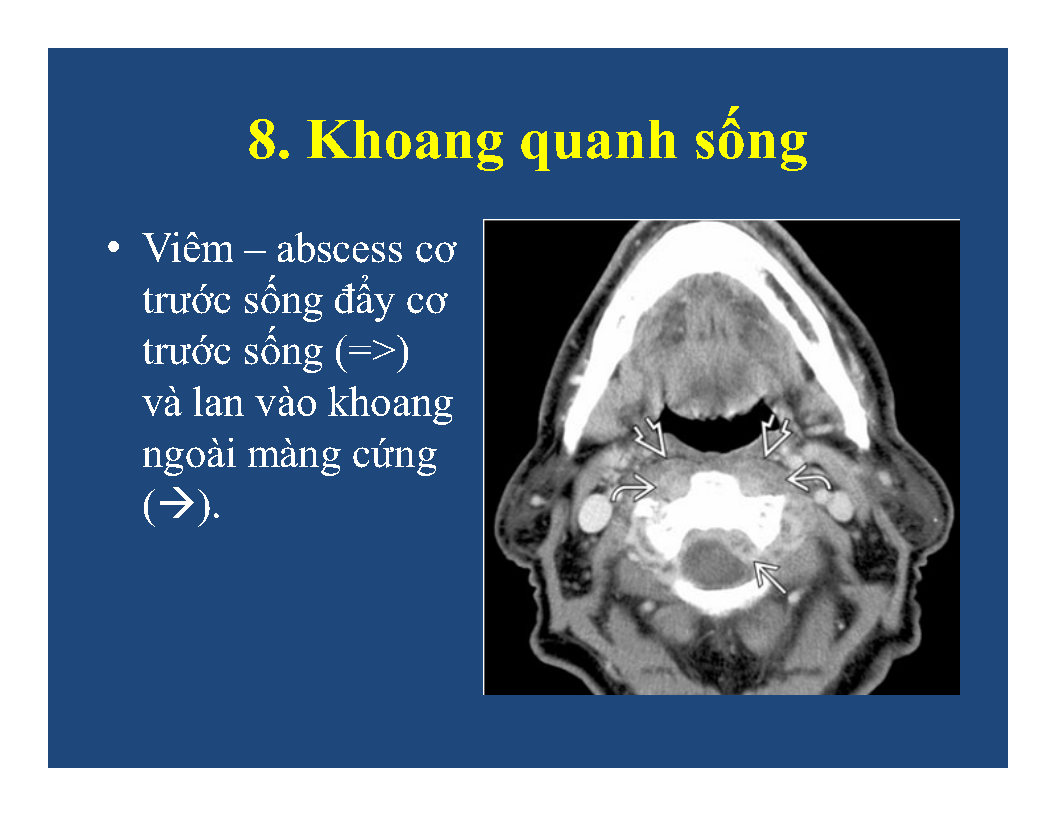 8. Khoang quanh sống
• Viêm – abscess cơ
trước sống đẩy cơ
trước sống (=>)
và lan vào khoang
ngoài màng cứng
(→).